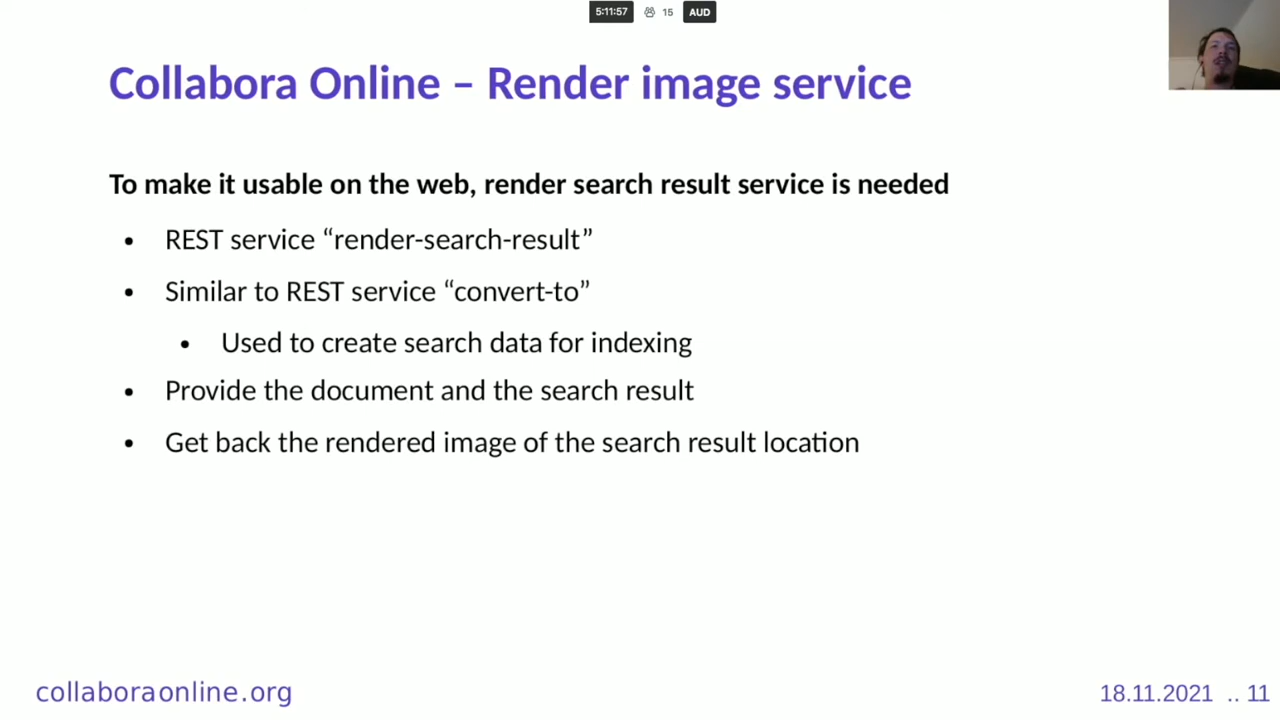 5:11:57 15 AUD
Collabora Online – Render image service
To make it usable on the web, render search result service is needed
• REST service “render-search-result”
• Similar to REST service “convert-to”
• Used to create search data for indexing
• Provide the document and the search result
• Get back the rendered image of the search result location
collaboraonline.org
18.11.2021 .. 11